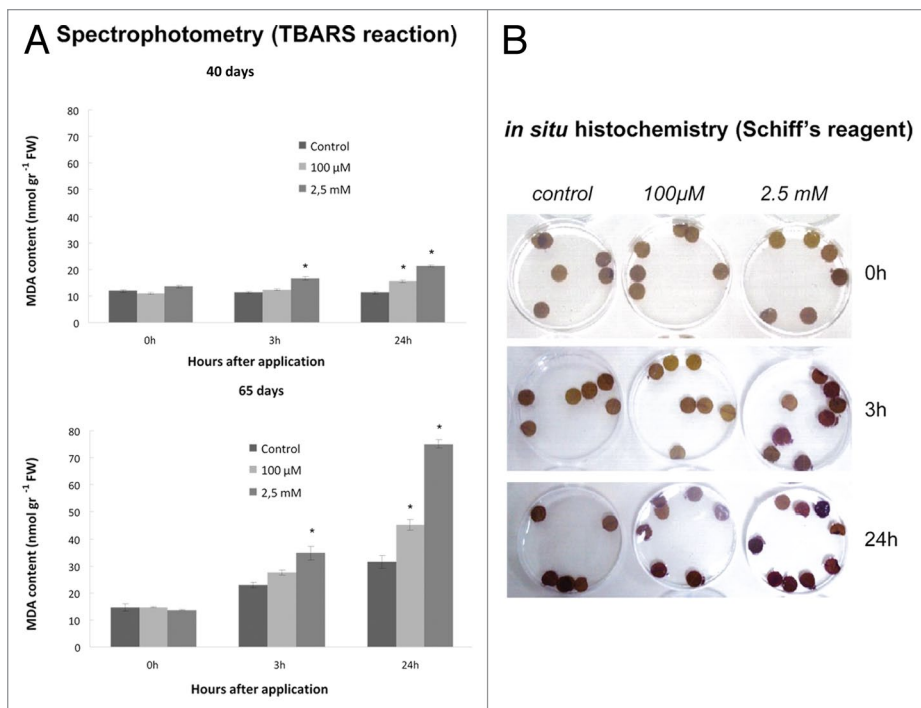 A Spectrophotometry (TBARS reaction)
40 days
MDA content (nmol gr -1 FW)
80
70
60
50
40
30
20
10
0
Control
100 µM
2,5 mM
*
*
*
0h
3h
24h
Hours after application
65 days
MDA content (nmol gr -1 FW)
80
70
60
50
40
30
20
10
0
Control
100 µM
2,5 mM
*
*
*
0h
3h
24h
Hours after application
B
in situ histochemistry (Schiff's reagent)
control 100µM 2.5 mM
0h
3h
24h